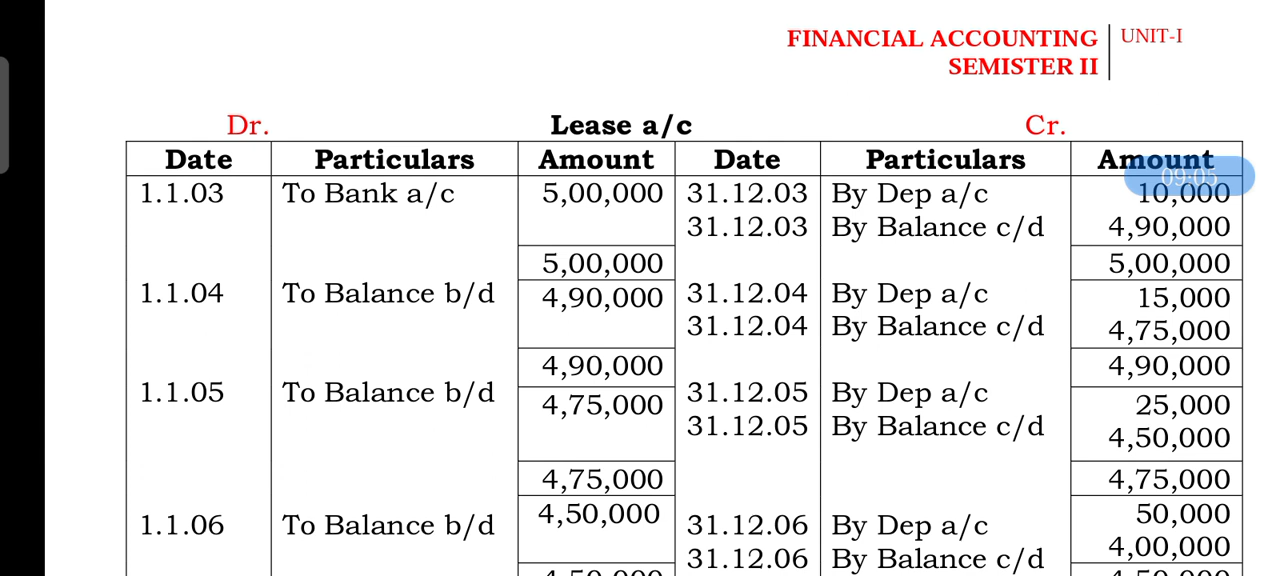 FINANCIAL ACCOUNTING UNIT-I
SEMISTER II
Dr. Lease a/c Cr.
Date Particulars Amount Date Particulars Amount
1.1.03 To Bank a/c 5,00,000 31.12.03 By Dep a/c 10,000
09:05
31.12.03 By Balance c/d 4,90,000
5,00,000 5,00,000
1.1.04 To Balance b/d 4,90,000 31.12.04 By Dep a/c 15,000
31.12.04 By Balance c/d 4,75,000
4,90,000 4,90,000
1.1.05 To Balance b/d 4,75,000 31.12.05 By Dep a/c 25,000
31.12.05 By Balance c/d 4,50,000
4,75,000 4,75,000
1.1.06 To Balance b/d 4,50,000 31.12.06 By Dep a/c 50,000
31.12.06 By Balance c/d 4,00,000